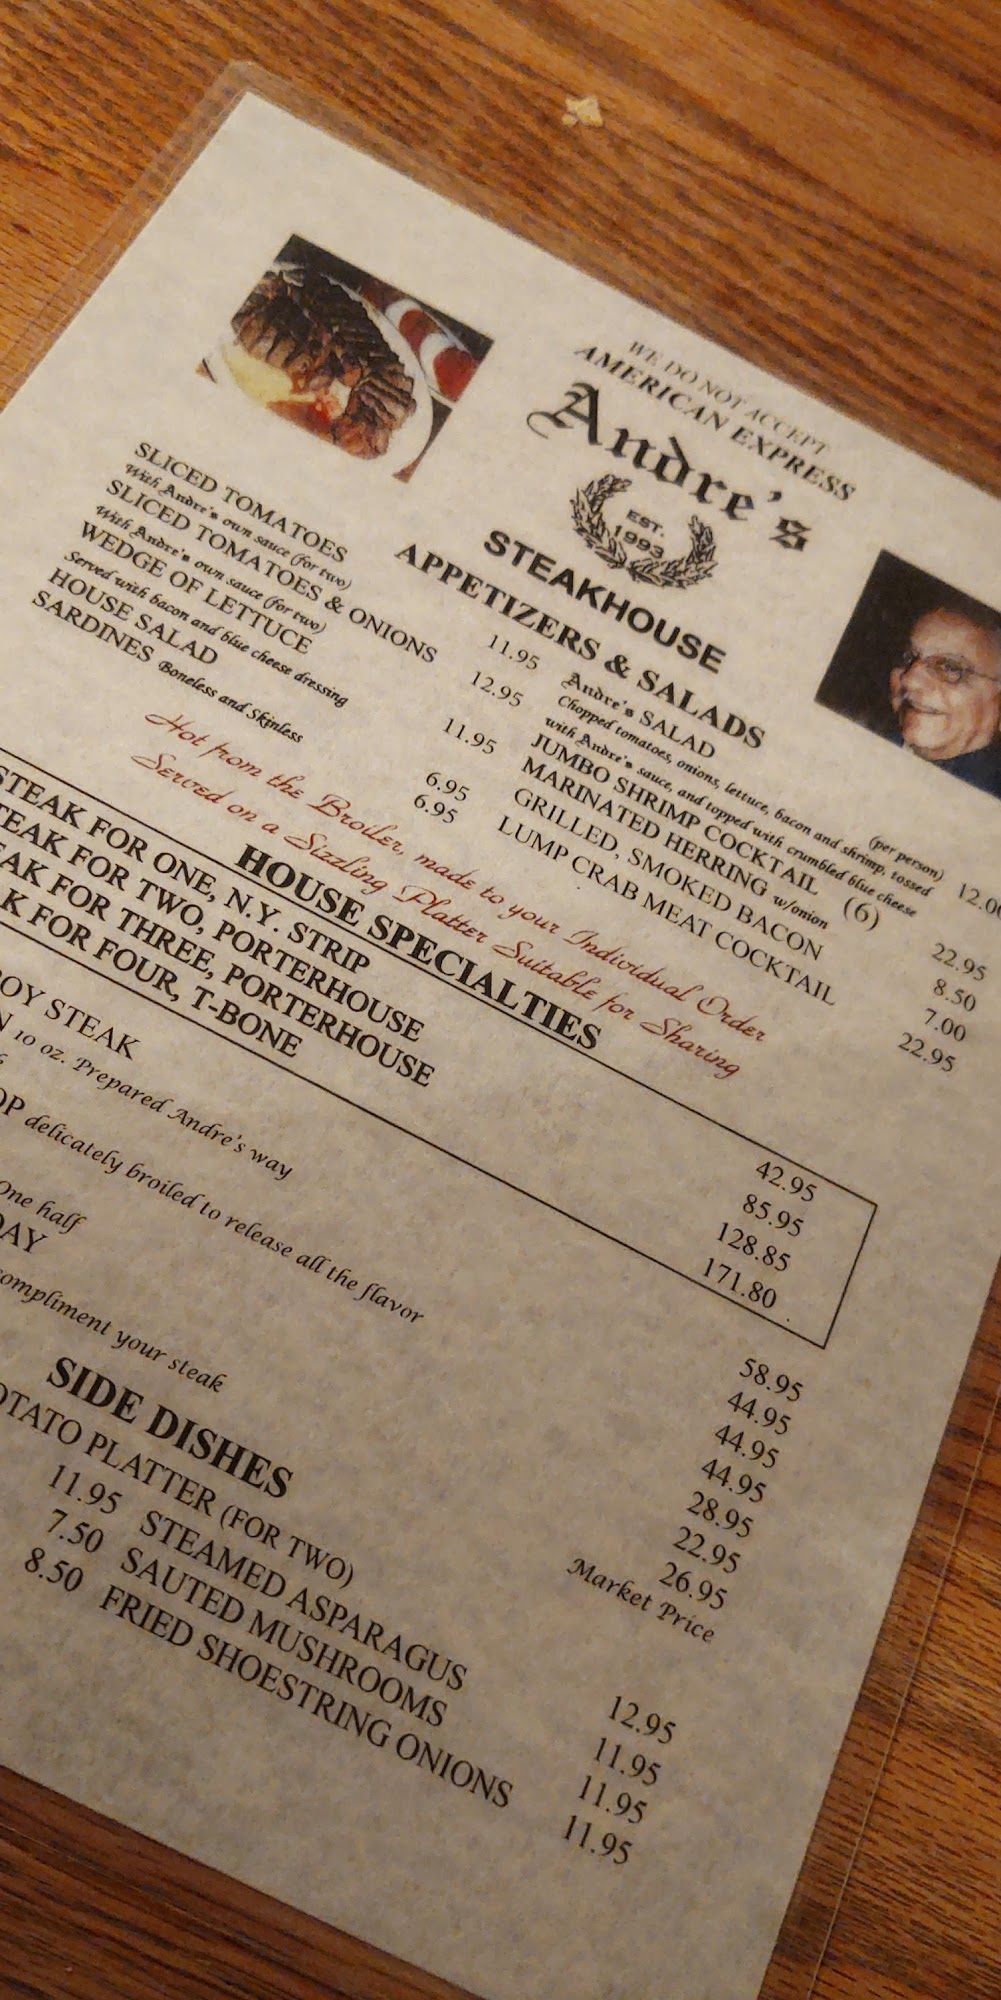 WE DO NOT ACCEPT
AMERICAN EXPRESS
Andre's
EST.
1993
STEAKHOUSE
APPETIZERS & SALADS
SLICED TOMATOES 11.95
With Andre's own sauce (for two)
SLICED TOMATOES & ONIONS 12.95
With Andre's own sauce (for two)
WEDGE OF LETTUCE 11.95
Served with bacon and blue cheese dressing
HOUSE SALAD 6.95
SARDINES Boneless and Skinless 6.95
Andre's SALAD (per person) 12.00
Chopped tomatoes, onions, lettuce, bacon and shrimp, tossed
with Andre's sauce, and topped with crumbled blue cheese
JUMBO SHRIMP COCKTAIL (6) 22.95
MARINATED HERRING w/onion 8.50
GRILLED, SMOKED BACON 7.00
LUMP CRAB MEAT COCKTAIL 22.95
Hot from the Broiler, made to your Individual Order
Served on a Sizzling Platter Suitable for Sharing
HOUSE SPECIALTIES
STEAK FOR ONE, N.Y. STRIP 42.95
STEAK FOR TWO, PORTERHOUSE 85.95
EAK FOR THREE, PORTERHOUSE 128.85
K FOR FOUR, T-BONE 171.80
OY STEAK 58.95
N 10 oz. Prepared Andre's way 44.95
44.95
OP delicately broiled to release all the flavor 44.95
28.95
One half 22.95
DAY 26.95
Market Price
compliment your steak
SIDE DISHES
OTATO PLATTER (FOR TWO) 12.95
11.95 STEAMED ASPARAGUS 11.95
7.50 SAUTED MUSHROOMS 11.95
8.50 FRIED SHOESTRING ONIONS 11.95